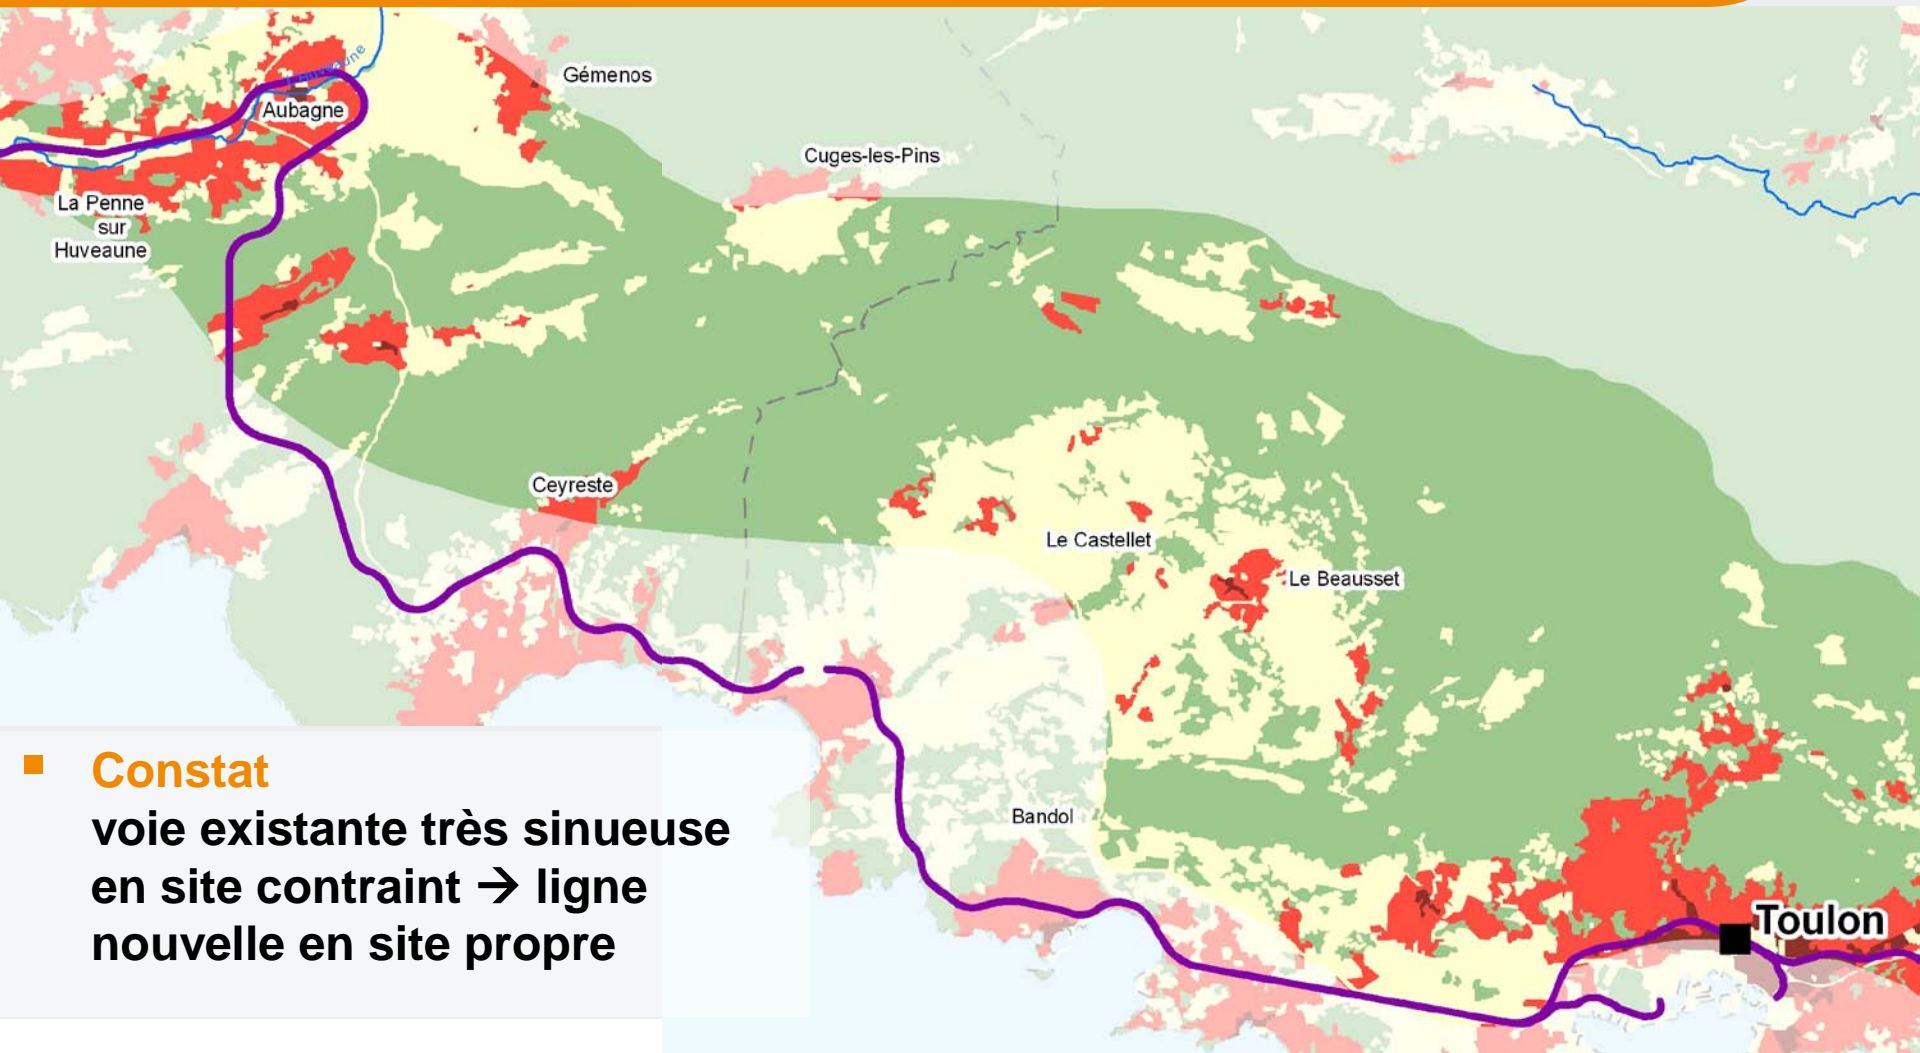 l'Huveaune
Gémenos
Aubagne
Cuges-les-Pins
La Penne
sur
Huveaune
Ceyreste
Le Castellet
Le Beausset
Bandol
Toulon
■ Constat
voie existante très sinueuse
en site contraint → ligne
nouvelle en site propre